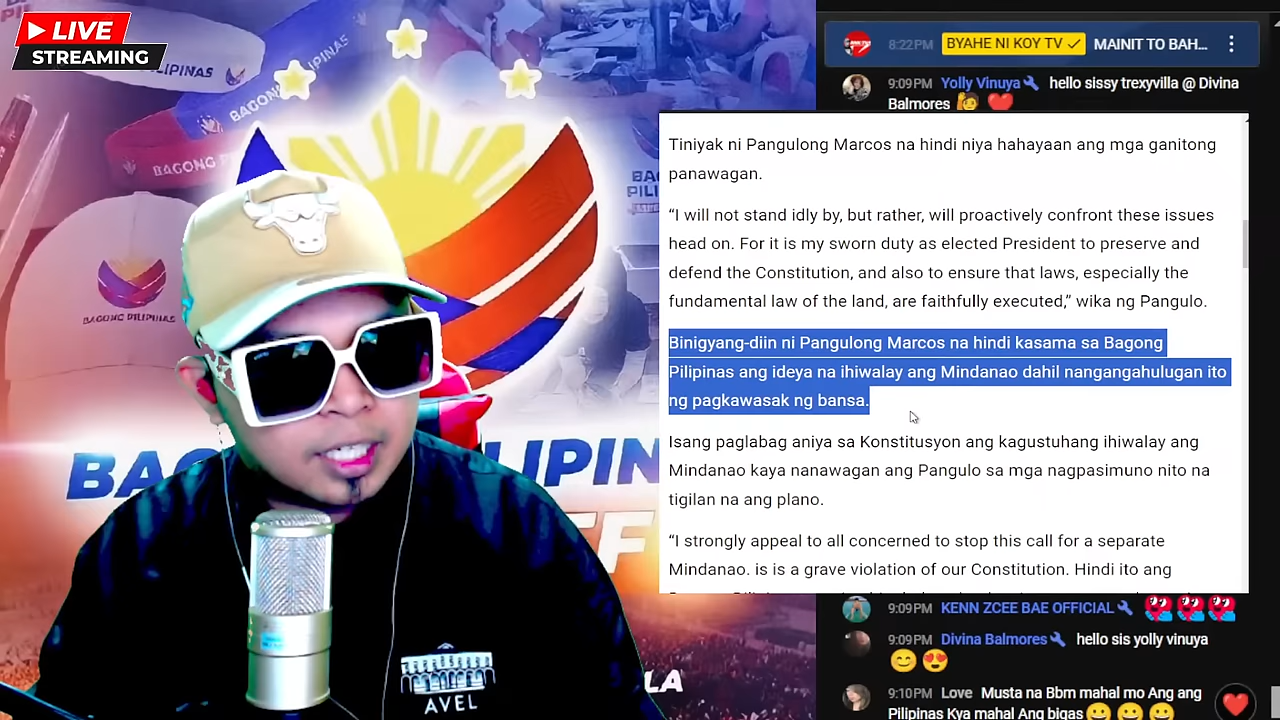 LIVE
STREAMING
PILIPINAS
BAGONG PILIPINAS
BAGONG PILIPINAS
AVEL
8:22PM BYAHE NI KOY TV MAINIT TO BAH...
9:09PM Yolly Vinuya hello sissy trexyvilla @ Divina
Balmores
Tiniyak ni Pangulong Marcos na hindi niya hahayaan ang mga ganitong
panawagan.
“I will not stand idly by, but rather, will proactively confront these issues
head on. For it is my sworn duty as elected President to preserve and
defend the Constitution, and also to ensure that laws, especially the
fundamental law of the land, are faithfully executed,” wika ng Pangulo.
Binigyang-diin ni Pangulong Marcos na hindi kasama sa Bagong
Pilipinas ang ideya na ihiwalay ang Mindanao dahil nangangahulugan ito
ng pagkawasak ng bansa.
Isang paglabag aniya sa Konstitusyon ang kagustuhang ihiwalay ang
Mindanao kaya nanawagan ang Pangulo sa mga nagpasimuno nito na
tigilan na ang plano.
“I strongly appeal to all concerned to stop this call for a separate
Mindanao. is is a grave violation of our Constitution. Hindi ito ang
9:09PM KENN ZCEE BAE OFFICIAL
9:09PM Divina Balmores hello sis yolly vinuya
9:10PM Love Musta na Bbm mahal mo Ang ang
Pilipinas Kya mahal Ang bigas